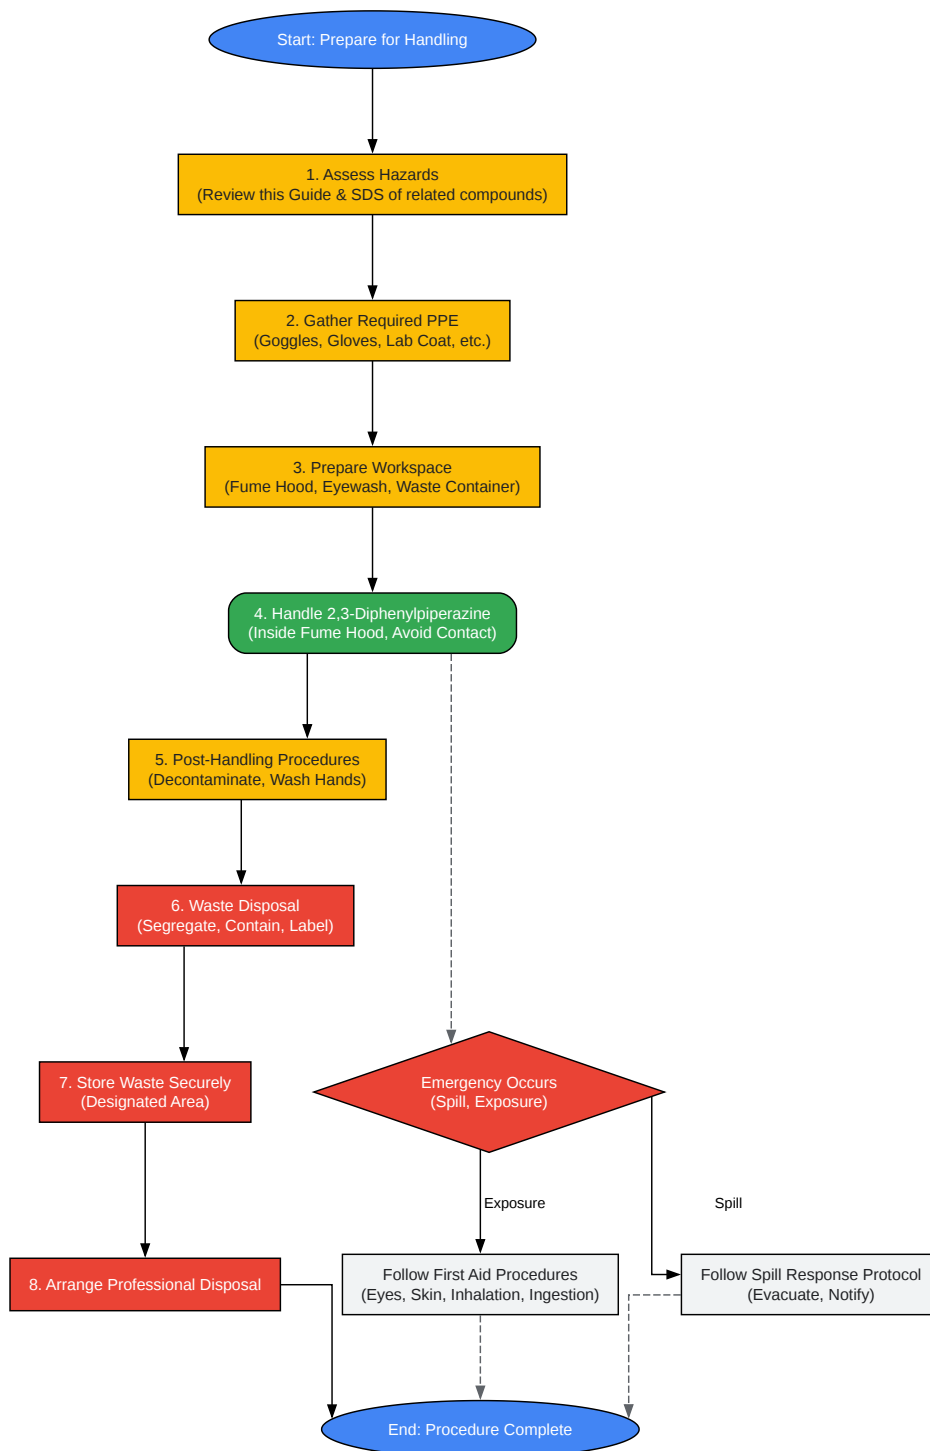 Start: Prepare for Handling
1. Assess Hazards
(Review this Guide & SDS of related compounds)
2. Gather Required PPE
(Goggles, Gloves, Lab Coat, etc.)
3. Prepare Workspace
(Fume Hood, Eyewash, Waste Container)
4. Handle 2,3-Diphenylpiperazine
(Inside Fume Hood, Avoid Contact)
5. Post-Handling Procedures
(Decontaminate, Wash Hands)
6. Waste Disposal
(Segregate, Contain, Label)
7. Store Waste Securely
(Designated Area)
Emergency Occurs
(Spill, Exposure)
Exposure
Spill
8. Arrange Professional Disposal
Follow First Aid Procedures
(Eyes, Skin, Inhalation, Ingestion)
Follow Spill Response Protocol
(Evacuate, Notify)
End: Procedure Complete